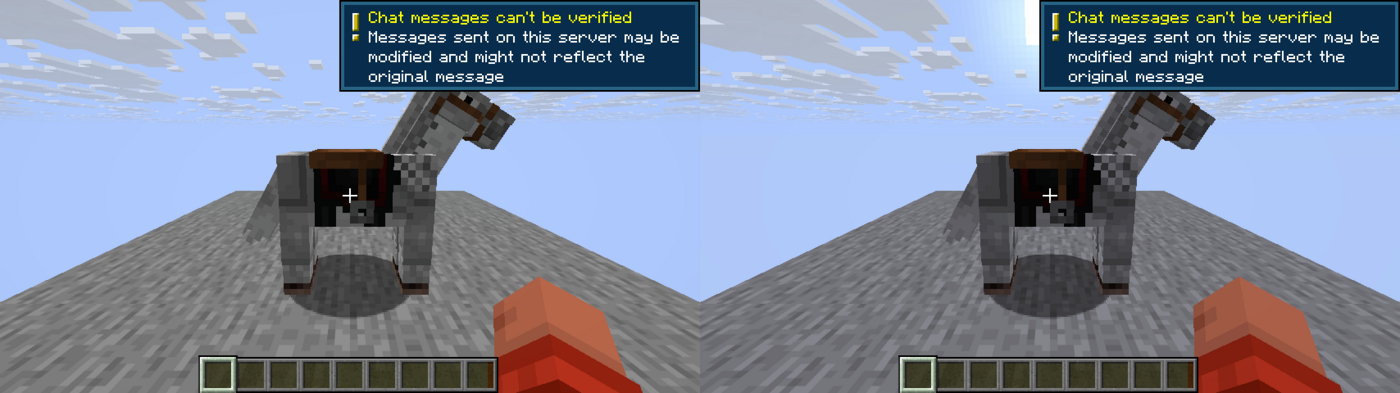 Chat messages can't be verified
Messages sent on this server may be
modified and might not reflect the
original message
Chat messages can't be verified
Messages sent on this server may be
modified and might not reflect the
original message